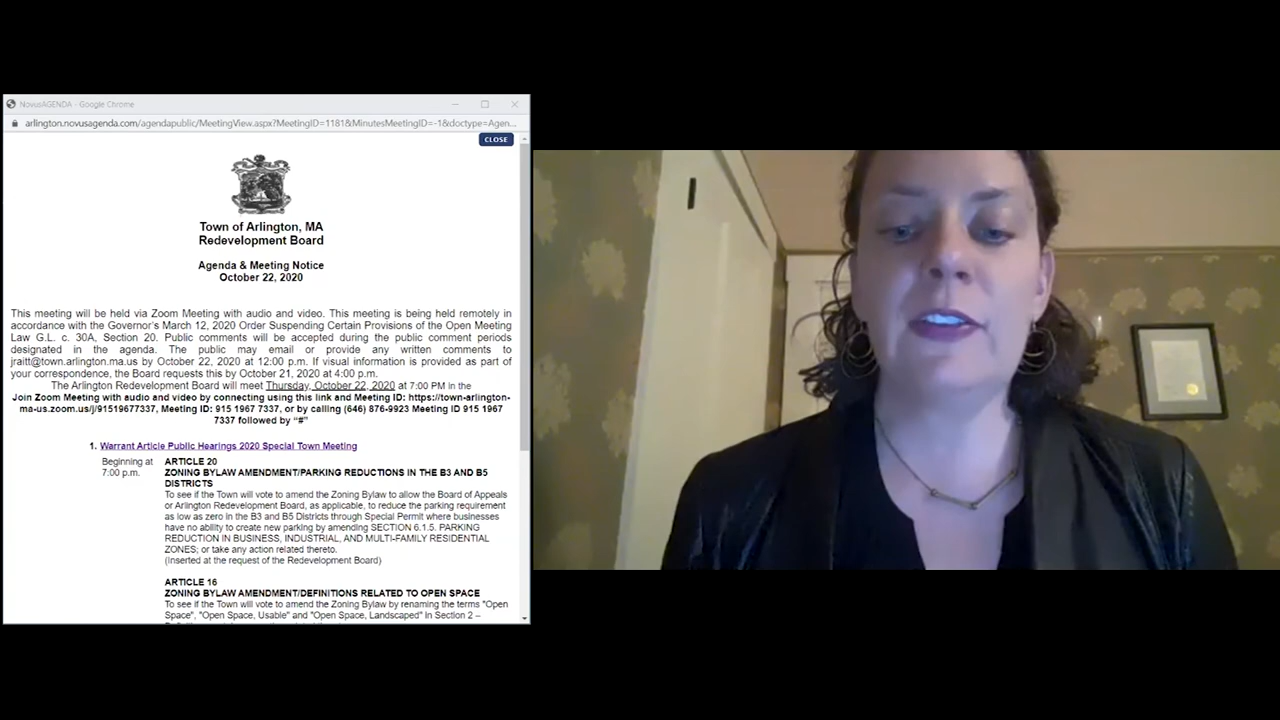 NovusAGENDA - Google Chrome
arlington.novusagenda.com/agendapublic/MeetingView.aspx?MeetingID=1181&MinutesMeetingID=-1&doctype=Agen...
CLOSE
Town of Arlington, MA
Redevelopment Board
Agenda & Meeting Notice
October 22, 2020
This meeting will be held via Zoom Meeting with audio and video. This meeting is being held remotely in
accordance with the Governor's March 12, 2020 Order Suspending Certain Provisions of the Open Meeting
Law G.L. c. 30A, Section 20. Public comments will be accepted during the public comment periods
designated in the agenda. The public may email or provide any written comments to
jraitt@town.arlington.ma.us by October 22, 2020 at 12:00 p.m. If visual information is provided as part of
your correspondence, the Board requests this by October 21, 2020 at 4:00 p.m.
The Arlington Redevelopment Board will meet Thursday, October 22, 2020 at 7:00 PM in the
Join Zoom Meeting with audio and video by connecting using this link and Meeting ID: https://town-arlington-
ma-us.zoom.us/j/91519677337, Meeting ID: 915 1967 7337, or by calling (646) 876-9923 Meeting ID 915 1967
7337 followed by "#"
1. Warrant Article Public Hearings 2020 Special Town Meeting
Beginning at
7:00 p.m.
ARTICLE 20
ZONING BYLAW AMENDMENT/PARKING REDUCTIONS IN THE B3 AND B5
DISTRICTS
To see if the Town will vote to amend the Zoning Bylaw to allow the Board of Appeals
or Arlington Redevelopment Board, as applicable, to reduce the parking requirement
as low as zero in the B3 and B5 Districts through Special Permit where businesses
have no ability to create new parking by amending SECTION 6.1.5. PARKING
REDUCTION IN BUSINESS, INDUSTRIAL, AND MULTI-FAMILY RESIDENTIAL
ZONES; or take any action related thereto.
(Inserted at the request of the Redevelopment Board)
ARTICLE 16
ZONING BYLAW AMENDMENT/DEFINITIONS RELATED TO OPEN SPACE
To see if the Town will vote to amend the Zoning Bylaw by renaming the terms "Open
Space", "Open Space, Usable" and "Open Space, Landscaped" in Section 2 –